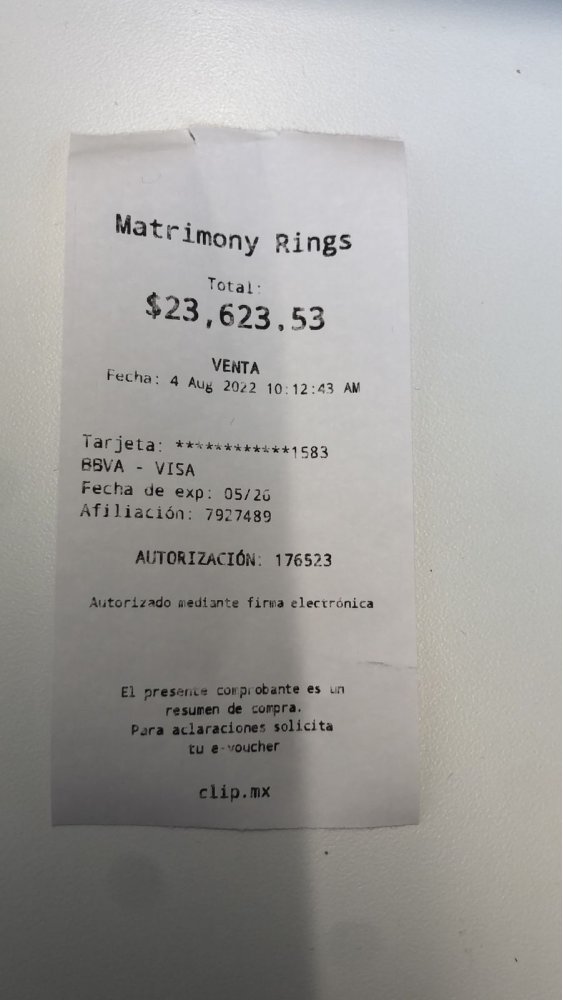 Matrimony Rings
Total:
$23,623.53
VENTA
Fecha: 4 Aug 2022 10:12:43 AM
Tarjeta: ************1583
BBVA - VISA
Fecha de exp: 05/26
Afiliación: 7927489
AUTORIZACIÓN: 176523
Autorizado mediante firma electrónica
El presente comprobante es un
resumen de compra.
Para aclaraciones solicita
tu e-voucher
clip.mx